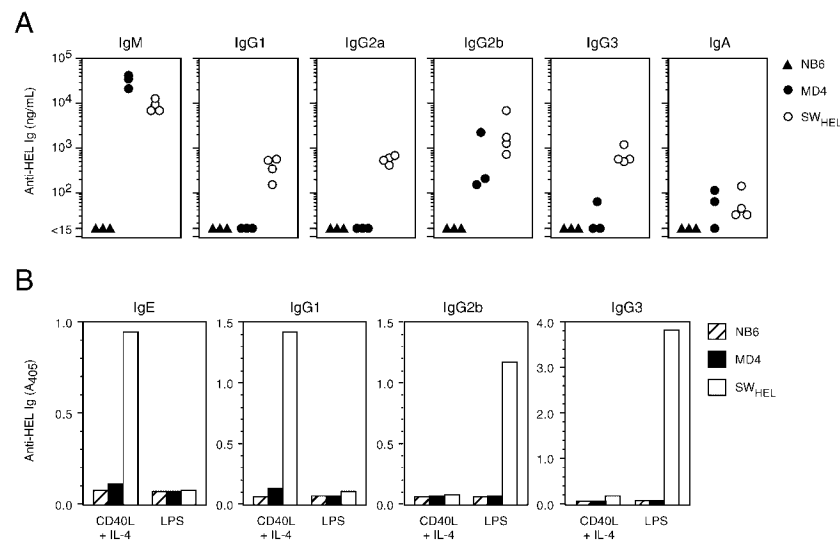 A
IgM IgG1 IgG2a IgG2b IgG3 IgA
Anti-HEL Ig (ng/mL)
10⁵
10⁴
10³
10²
<15
NB6
MD4
SW_HEL
B
IgE IgG1 IgG2b IgG3
Anti-HEL Ig (A₄₀₅)
1.0 1.5 1.5 4.0
3.0
1.0 1.0
0.5 2.0
0.5 0.5 1.0
0.0 0.0 0.0 0.0
NB6
MD4
SW_HEL
CD40L LPS CD40L LPS CD40L LPS CD40L LPS
+ IL-4 + IL-4 + IL-4 + IL-4